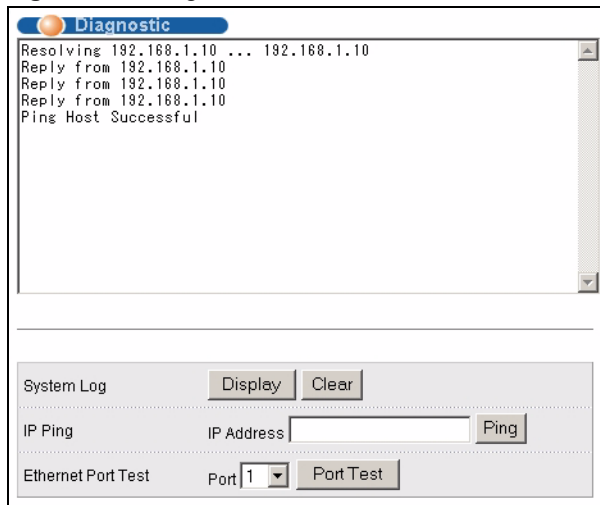 Diagnostic
Resolving 192.168.1.10 ... 192.168.1.10
Reply from 192.168.1.10
Reply from 192.168.1.10
Reply from 192.168.1.10
Ping Host Successful
System Log Display Clear
IP Ping IP Address Ping
Ethernet Port Test Port 1 Port Test